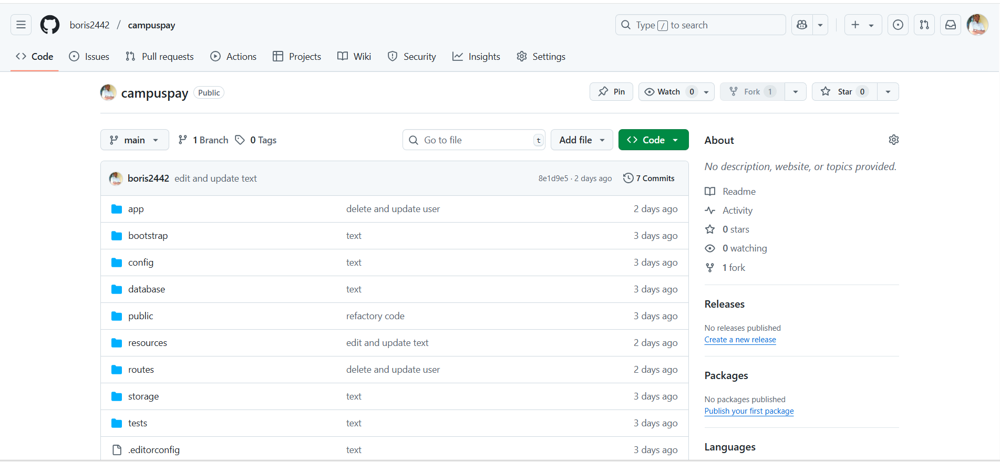 boris2442 / campuspay
Type / to search
Code Issues Pull requests Actions Projects Wiki Security Insights Settings
campuspay Public
Pin Watch 0 Fork 1 Star 0
main 1 Branch 0 Tags
Go to file t Add file Code
boris2442 edit and update text 8e1d9e5 · 2 days ago 7 Commits
app delete and update user 2 days ago
bootstrap text 3 days ago
config text 3 days ago
database text 3 days ago
public refactory code 3 days ago
resources edit and update text 2 days ago
routes delete and update user 2 days ago
storage text 3 days ago
tests text 3 days ago
.editorconfig text 3 days ago
About
No description, website, or topics provided.
Readme
Activity
0 stars
0 watching
1 fork
Releases
No releases published
Create a new release
Packages
No packages published
Publish your first package
Languages